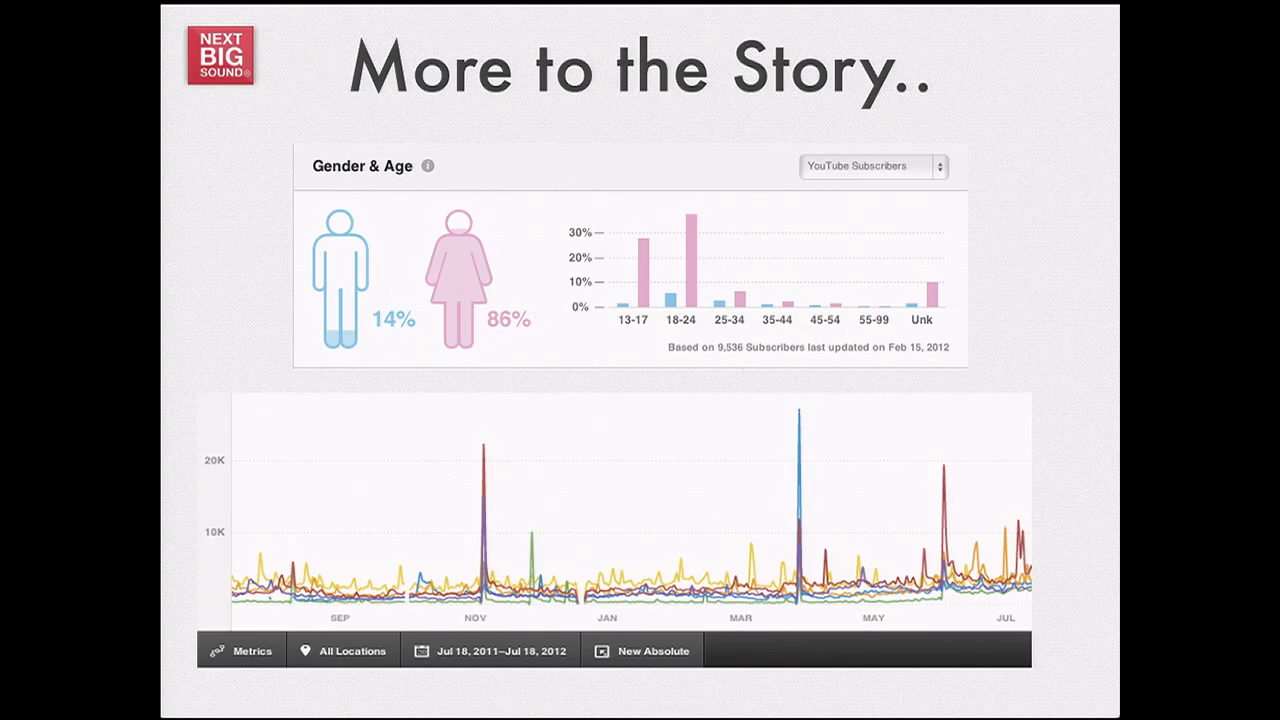 NEXT
BIG
SOUND®
More to the Story..
Gender & Age i
YouTube Subscribers
14%
86%
30%
20%
10%
0%
13-17 18-24 25-34 35-44 45-54 55-99 Unk
Based on 9,536 Subscribers last updated on Feb 15, 2012
20K
10K
SEP NOV JAN MAR MAY JUL
Metrics All Locations Jul 18, 2011–Jul 18, 2012 New Absolute